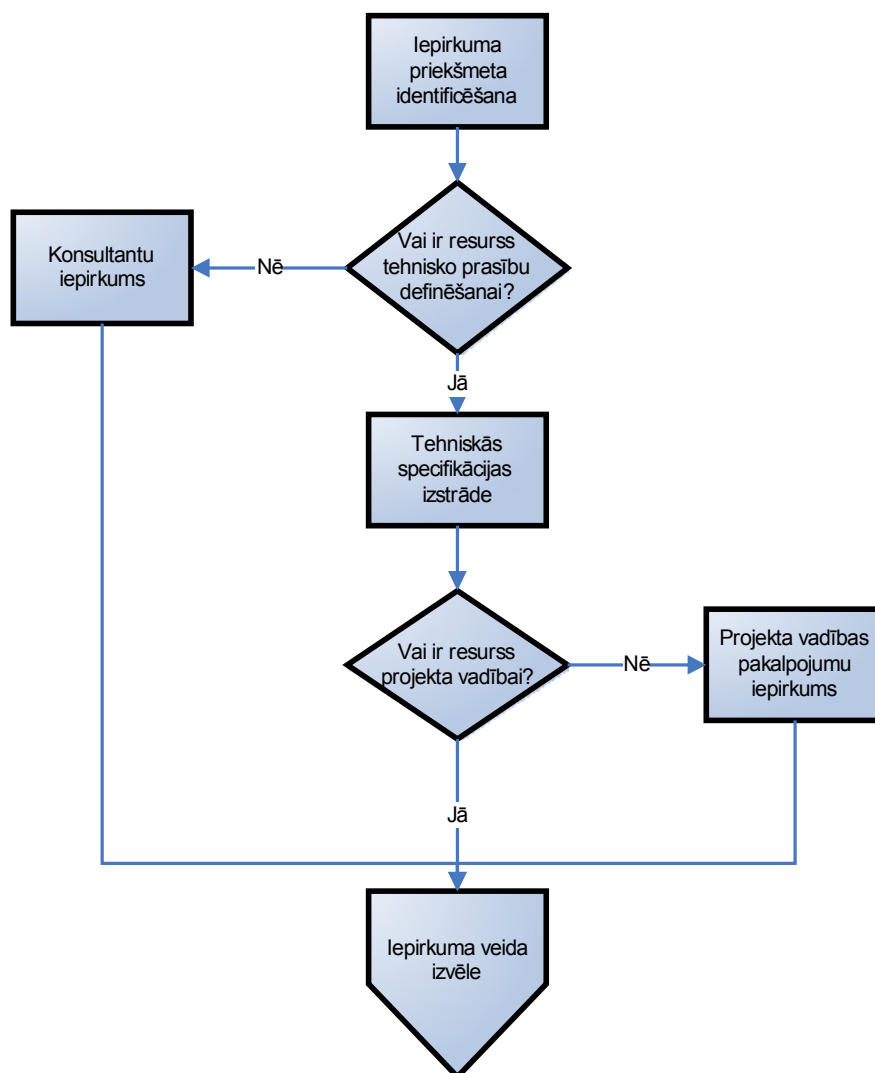 Iepirkuma
priekšmeta
identificēšana
Vai ir resurss
tehnisko prasību
definēšanai?
Nē
Konsultantu
iepirkums
Jā
Tehniskās
specifikācijas
izstrāde
Vai ir resurss
projekta vadībai?
Nē
Projekta vadības
pakalpojumu
iepirkums
Jā
Iepirkuma veida
izvēle